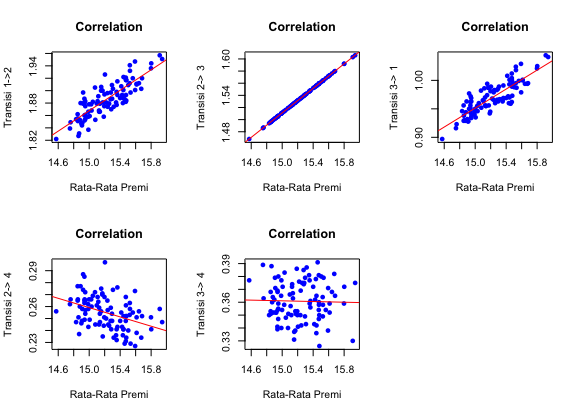 Correlation
Transisi 1->2
1.82 1.88 1.94
14.6 15.0 15.4 15.8
Rata-Rata Premi
Correlation
Transisi 2-> 3
1.48 1.54 1.60
14.6 15.0 15.4 15.8
Rata-Rata Premi
Correlation
Transisi 3-> 1
0.90 1.00
14.6 15.0 15.4 15.8
Rata-Rata Premi
Correlation
Transisi 2-> 4
0.23 0.26 0.29
14.6 15.0 15.4 15.8
Rata-Rata Premi
Correlation
Transisi 3-> 4
0.33 0.36 0.39
14.6 15.0 15.4 15.8
Rata-Rata Premi